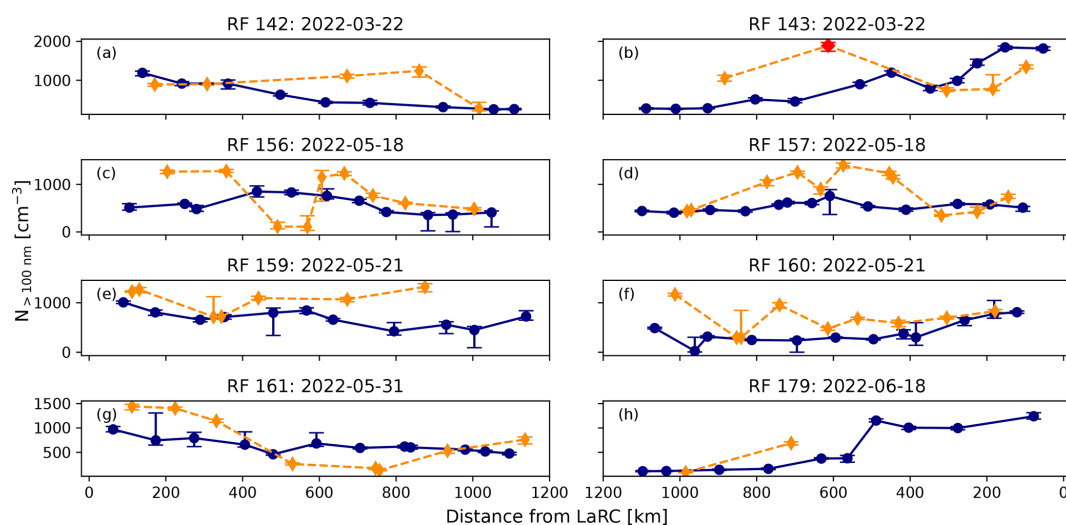 RF 142: 2022-03-22
RF 143: 2022-03-22
2000
1000
(a)
(b)
RF 156: 2022-05-18
RF 157: 2022-05-18
1000
0
(c)
(d)
RF 159: 2022-05-21
RF 160: 2022-05-21
1000
0
(e)
(f)
RF 161: 2022-05-31
RF 179: 2022-06-18
1500
1000
500
(g)
(h)
0 200 400 600 800 1000 1200
1200 1000 800 600 400 200 0
N>100 nm [cm−3]
Distance from LaRC [km]